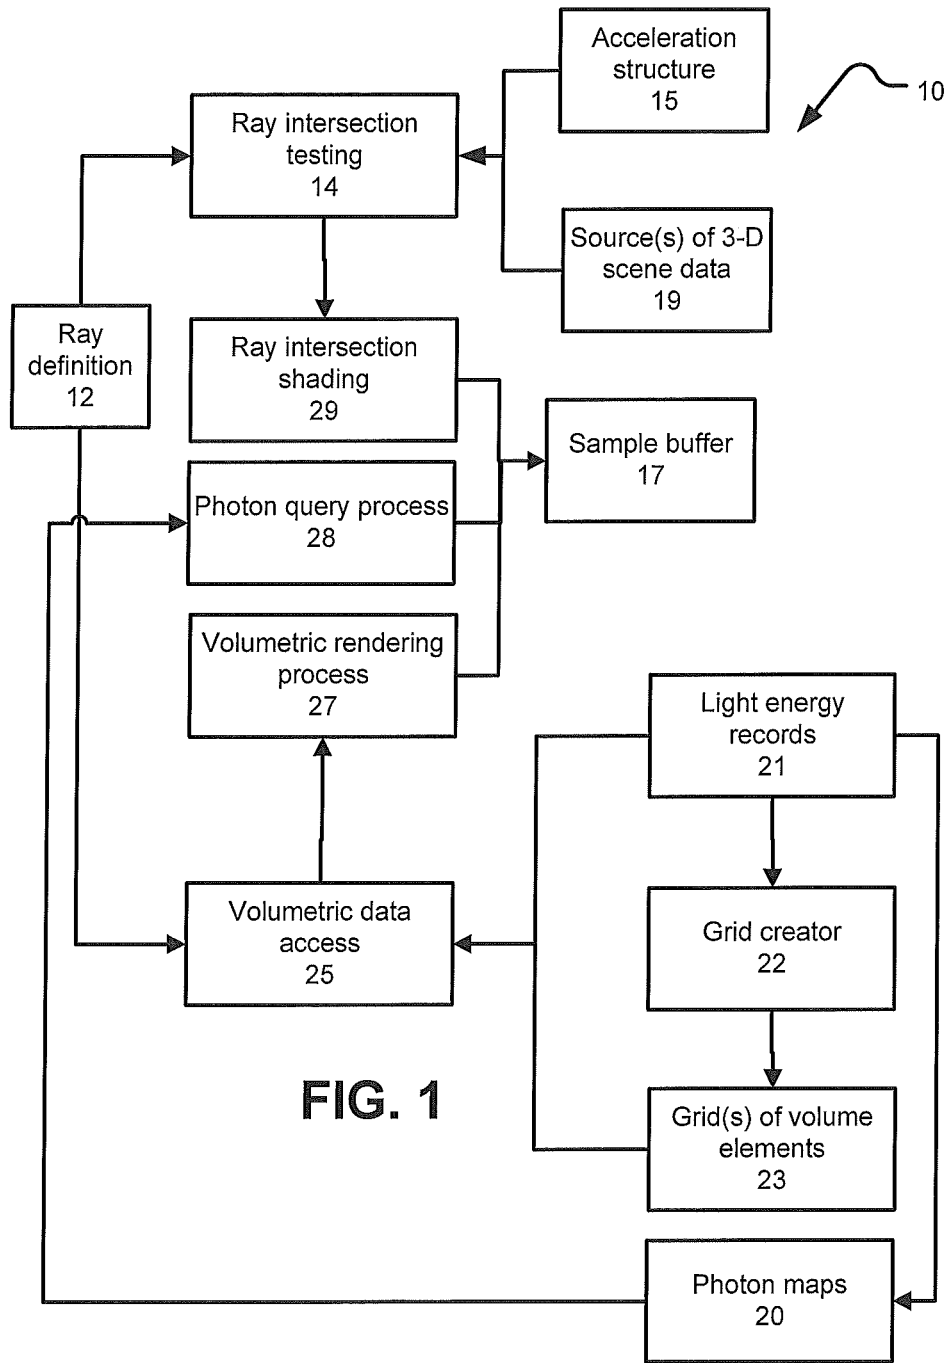 Acceleration
structure
15
10
Ray intersection
testing
14
Source(s) of 3-D
scene data
19
Ray
definition
12
Ray intersection
shading
29
Sample buffer
17
Photon query process
28
Volumetric rendering
process
27
Light energy
records
21
Volumetric data
access
25
Grid creator
22
FIG. 1
Grid(s) of volume
elements
23
Photon maps
20